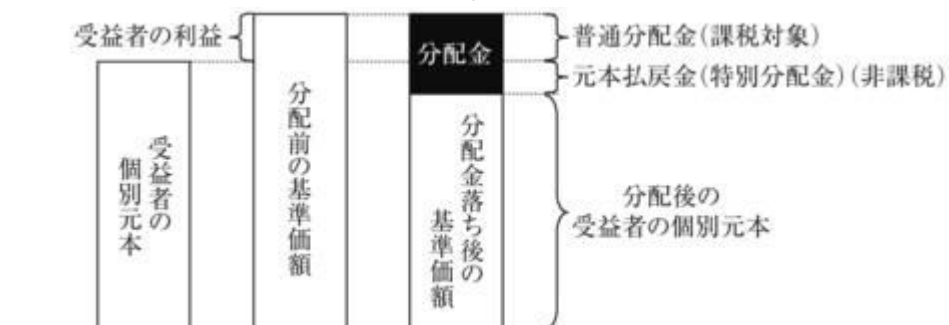 受益者の利益
分配金
普通分配金(課税対象)
元本払戻金(特別分配金)(非課税)
受益者の
個別元本
分配前の基準価額
分配金落ち後の
基準価額
分配後の
受益者の個別元本